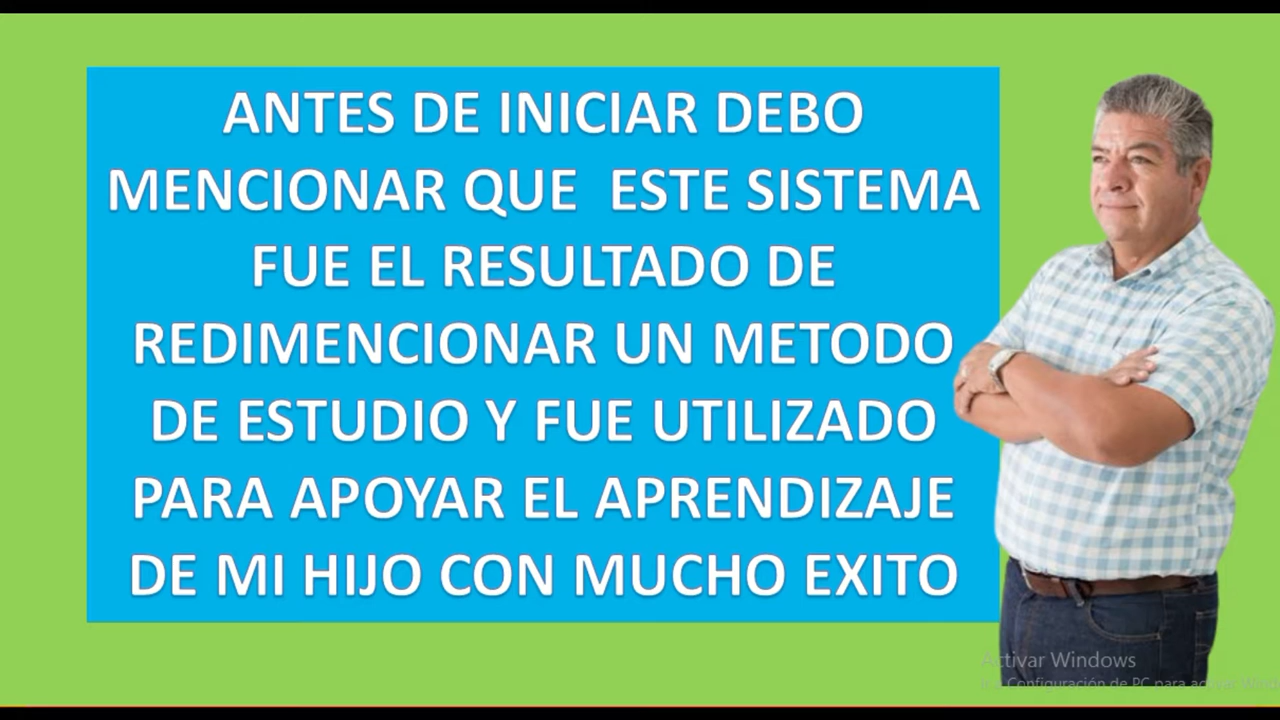 ANTES DE INICIAR DEBO
MENCIONAR QUE ESTE SISTEMA
FUE EL RESULTADO DE
REDIMENCIONAR UN METODO
DE ESTUDIO Y FUE UTILIZADO
PARA APOYAR EL APRENDIZAJE
DE MI HIJO CON MUCHO EXITO
Activar Windows
Configuración de PC para activar